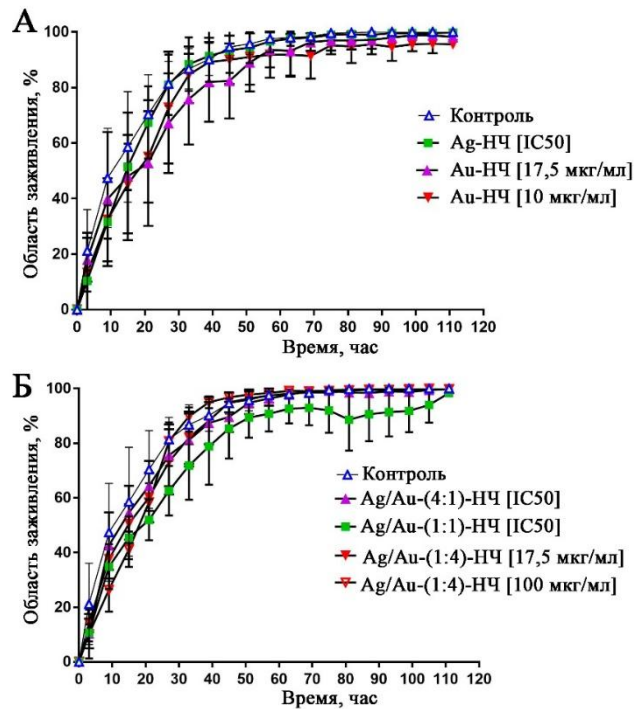 А
Область заживления, %
100
80
60
40
20
0
Контроль
Ag-НЧ [IC50]
Au-НЧ [17,5 мкг/мл]
Au-НЧ [10 мкг/мл]
0 10 20 30 40 50 60 70 80 90 100 110 120
Время, час
Б
Область заживления, %
100
80
60
40
20
0
Контроль
Ag/Au-(4:1)-НЧ [IC50]
Ag/Au-(1:1)-НЧ [IC50]
Ag/Au-(1:4)-НЧ [17,5 мкг/мл]
Ag/Au-(1:4)-НЧ [100 мкг/мл]
0 10 20 30 40 50 60 70 80 90 100 110 120
Время, час